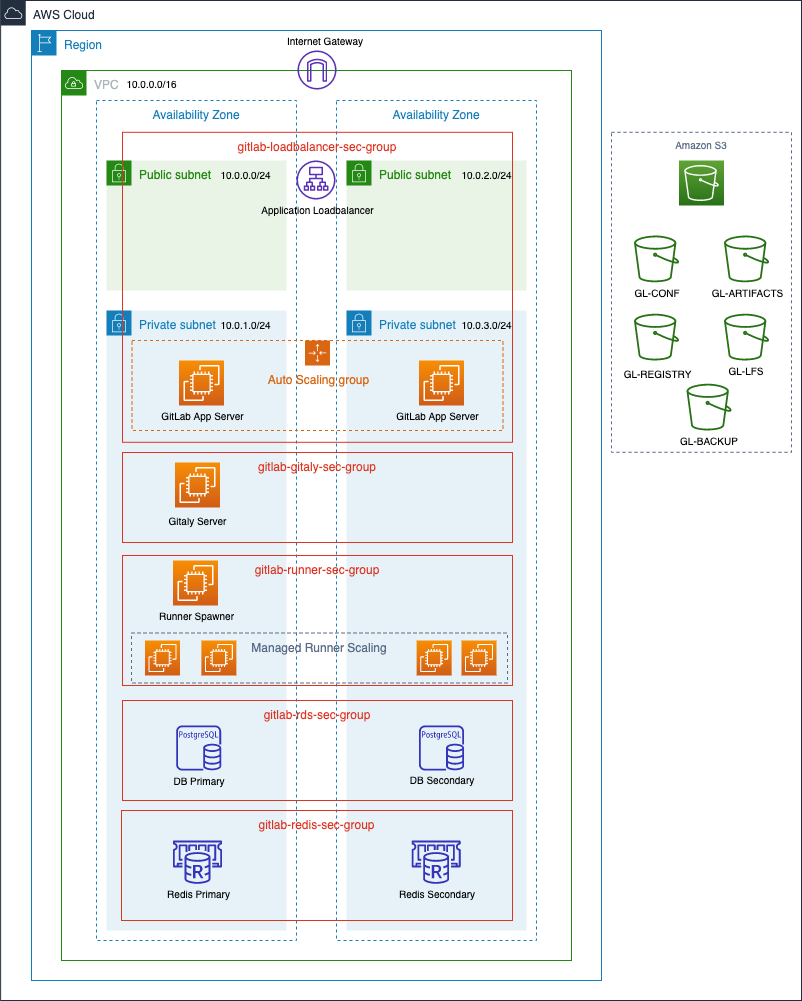 AWS Cloud
Region
Internet Gateway
VPC 10.0.0.0/16
Availability Zone
Availability Zone
gitlab-loadbalancer-sec-group
Public subnet 10.0.0.0/24
Public subnet 10.0.2.0/24
Application Loadbalancer
Private subnet 10.0.1.0/24
Private subnet 10.0.3.0/24
Auto Scaling group
GitLab App Server
GitLab App Server
gitlab-gitaly-sec-group
Gitaly Server
gitlab-runner-sec-group
Runner Spawner
Managed Runner Scaling
gitlab-rds-sec-group
PostgreSQL
PostgreSQL
DB Primary
DB Secondary
gitlab-redis-sec-group
R
R
Redis Primary
Redis Secondary
Amazon S3
GL-CONF
GL-ARTIFACTS
GL-REGISTRY
GL-LFS
GL-BACKUP